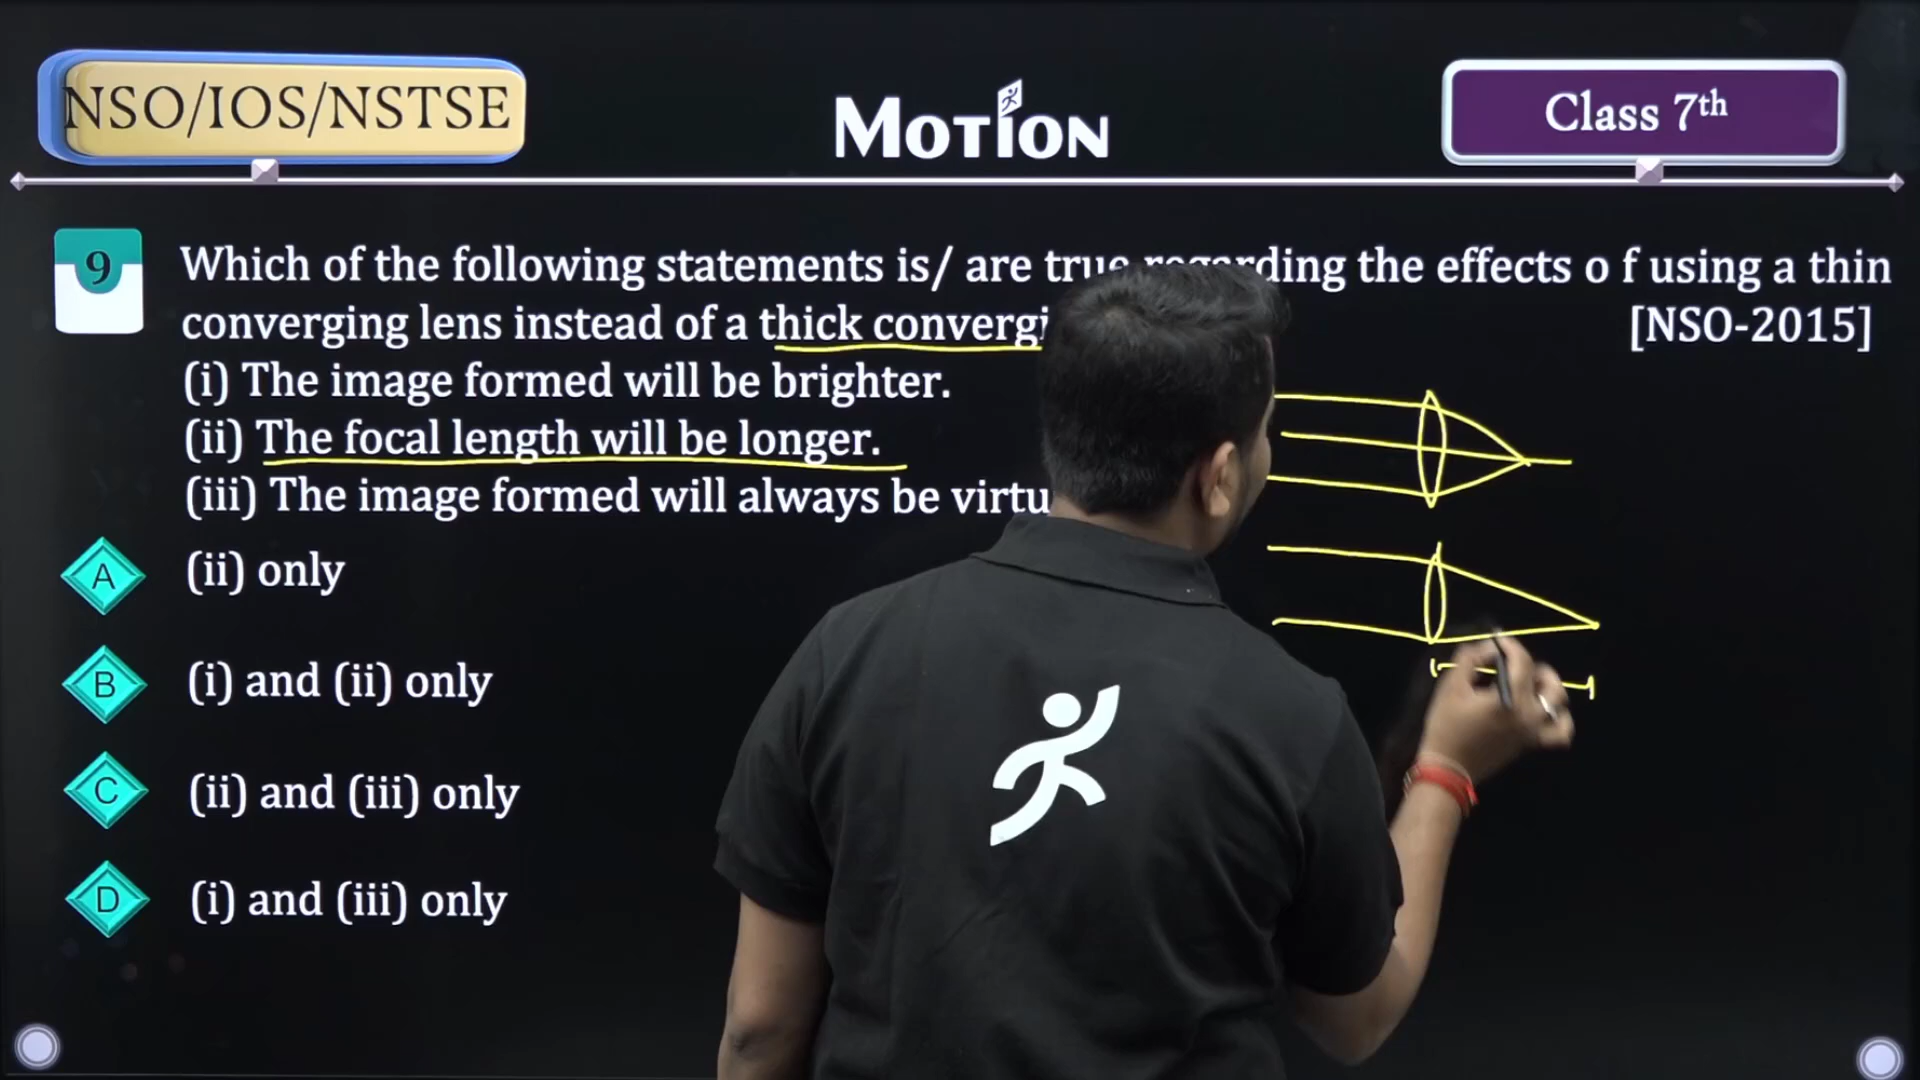 NSO/IOS/NSTSE
MOTION
Class 7th
9
Which of the following statements is/ are true regarding the effects o f using a thin
converging lens instead of a thick convergi
[NSO-2015]
(i) The image formed will be brighter.
(ii) The focal length will be longer.
(iii) The image formed will always be virtu
A (ii) only
B (i) and (ii) only
C (ii) and (iii) only
D (i) and (iii) only